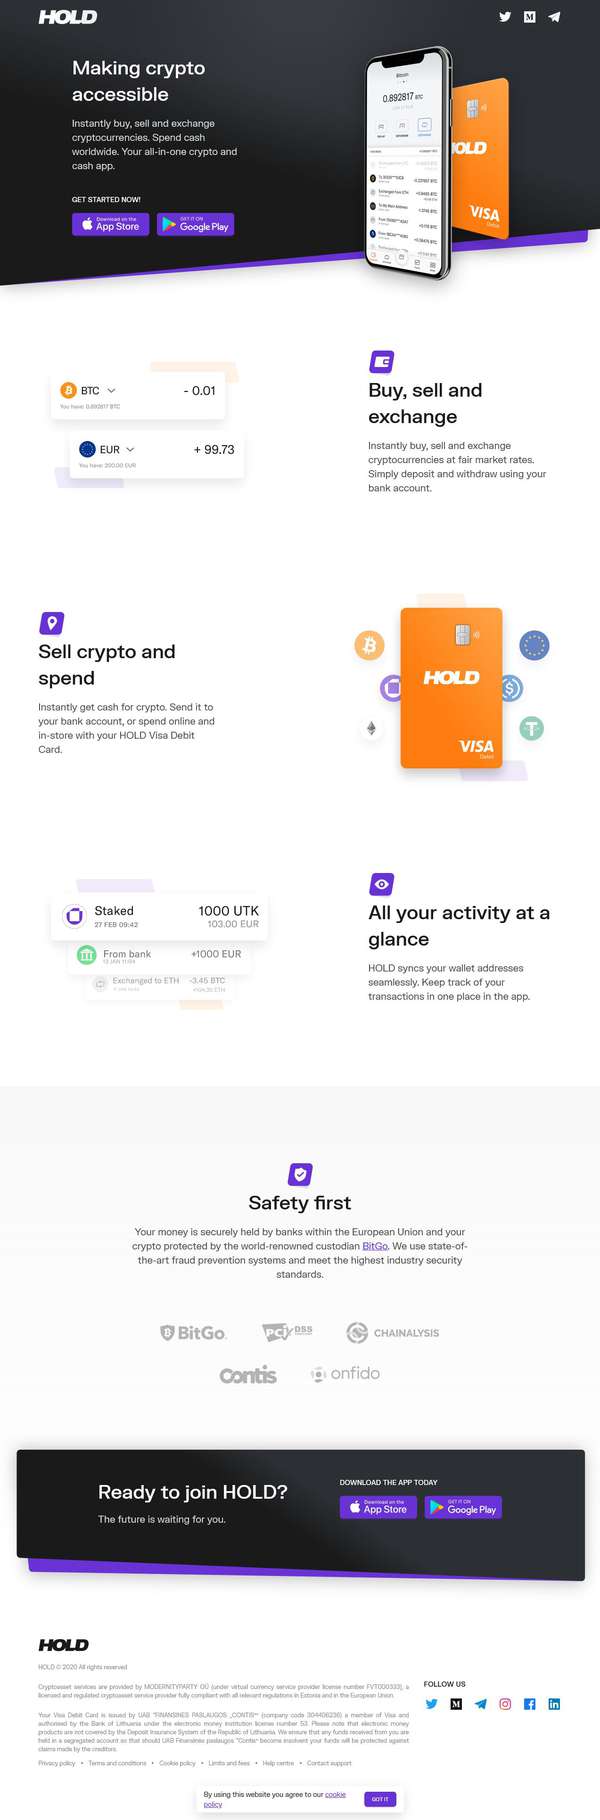 HOLD
Making crypto
accessible
Instantly buy, sell and exchange
cryptocurrencies. Spend cash
worldwide. Your all-in-one crypto and
cash app.
GET STARTED NOW!
Download on the
App Store
GET IT ON
Google Play
Bitcoin
0.892817 BTC
HOLD
VISA
Debit
BTC
- 0.01
You have: 0.892817 BTC
EUR
+ 99.73
You have: 200.00 EUR
Buy, sell and
exchange
Instantly buy, sell and exchange
cryptocurrencies at fair market rates.
Simply deposit and withdraw using your
bank account.
Sell crypto and
spend
Instantly get cash for crypto. Send it to
your bank account, or spend online and
in-store with your HOLD Visa Debit
Card.
HOLD
VISA
Debit
Staked
1000 UTK
27 FEB 09:42
103.00 EUR
From bank
+1000 EUR
Exchanged to ETH
-3.45 BTC
All your activity at a
glance
HOLD syncs your wallet addresses
seamlessly. Keep track of your
transactions in one place in the app.
Safety first
Your money is securely held by banks within the European Union and your
crypto protected by the world-renowned custodian BitGo. We use state-of-
the-art fraud prevention systems and meet the highest industry security
standards.
BitGo
PCI DSS
CHAINALYSIS
Contis
onfido
Ready to join HOLD?
The future is waiting for you.
DOWNLOAD THE APP TODAY
Download on the
App Store
GET IT ON
Google Play
HOLD
HOLD © 2020 All rights reserved
Cryptoasset services are provided by MODERNITYPARTY OÜ (under virtual currency service provider license number FVT000333), a
licensed and regulated cryptoasset service provider fully compliant with all relevant regulations in Estonia and in the European Union.
Your Visa Debit Card is issued by UAB "FINANSINES PASLAUGOS „CONTIS"" (company code 304406236) a member of Visa and
authorised by the Bank of Lithuania under the electronic money institution license number 53. Please note that electronic money
products are not covered by the Deposit Insurance System of the Republic of Lithuania. We ensure that any funds received from you are
held in a segregated account so that should UAB Finansines paslaugos "Contis" become insolvent your funds will be protected against
claims made by the creditors.
Privacy policy • Terms and conditions • Cookie policy • Limits and fees • Help centre • Contact support
FOLLOW US
By using this website you agree to our cookie
policy
GOT IT